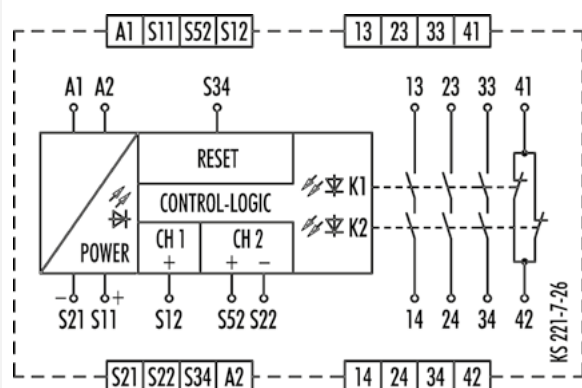 A1 S11 S52 S12 13 23 33 41
A1 A2 S34 13 23 33 41
RESET
K1
CONTROL-LOGIC
K2
CH 1 CH 2
POWER + + −
− + 
S21 S11 S12 S52 S22 14 24 34 42
KS 221-7-26
S21 S22 S34 A2 14 24 34 42